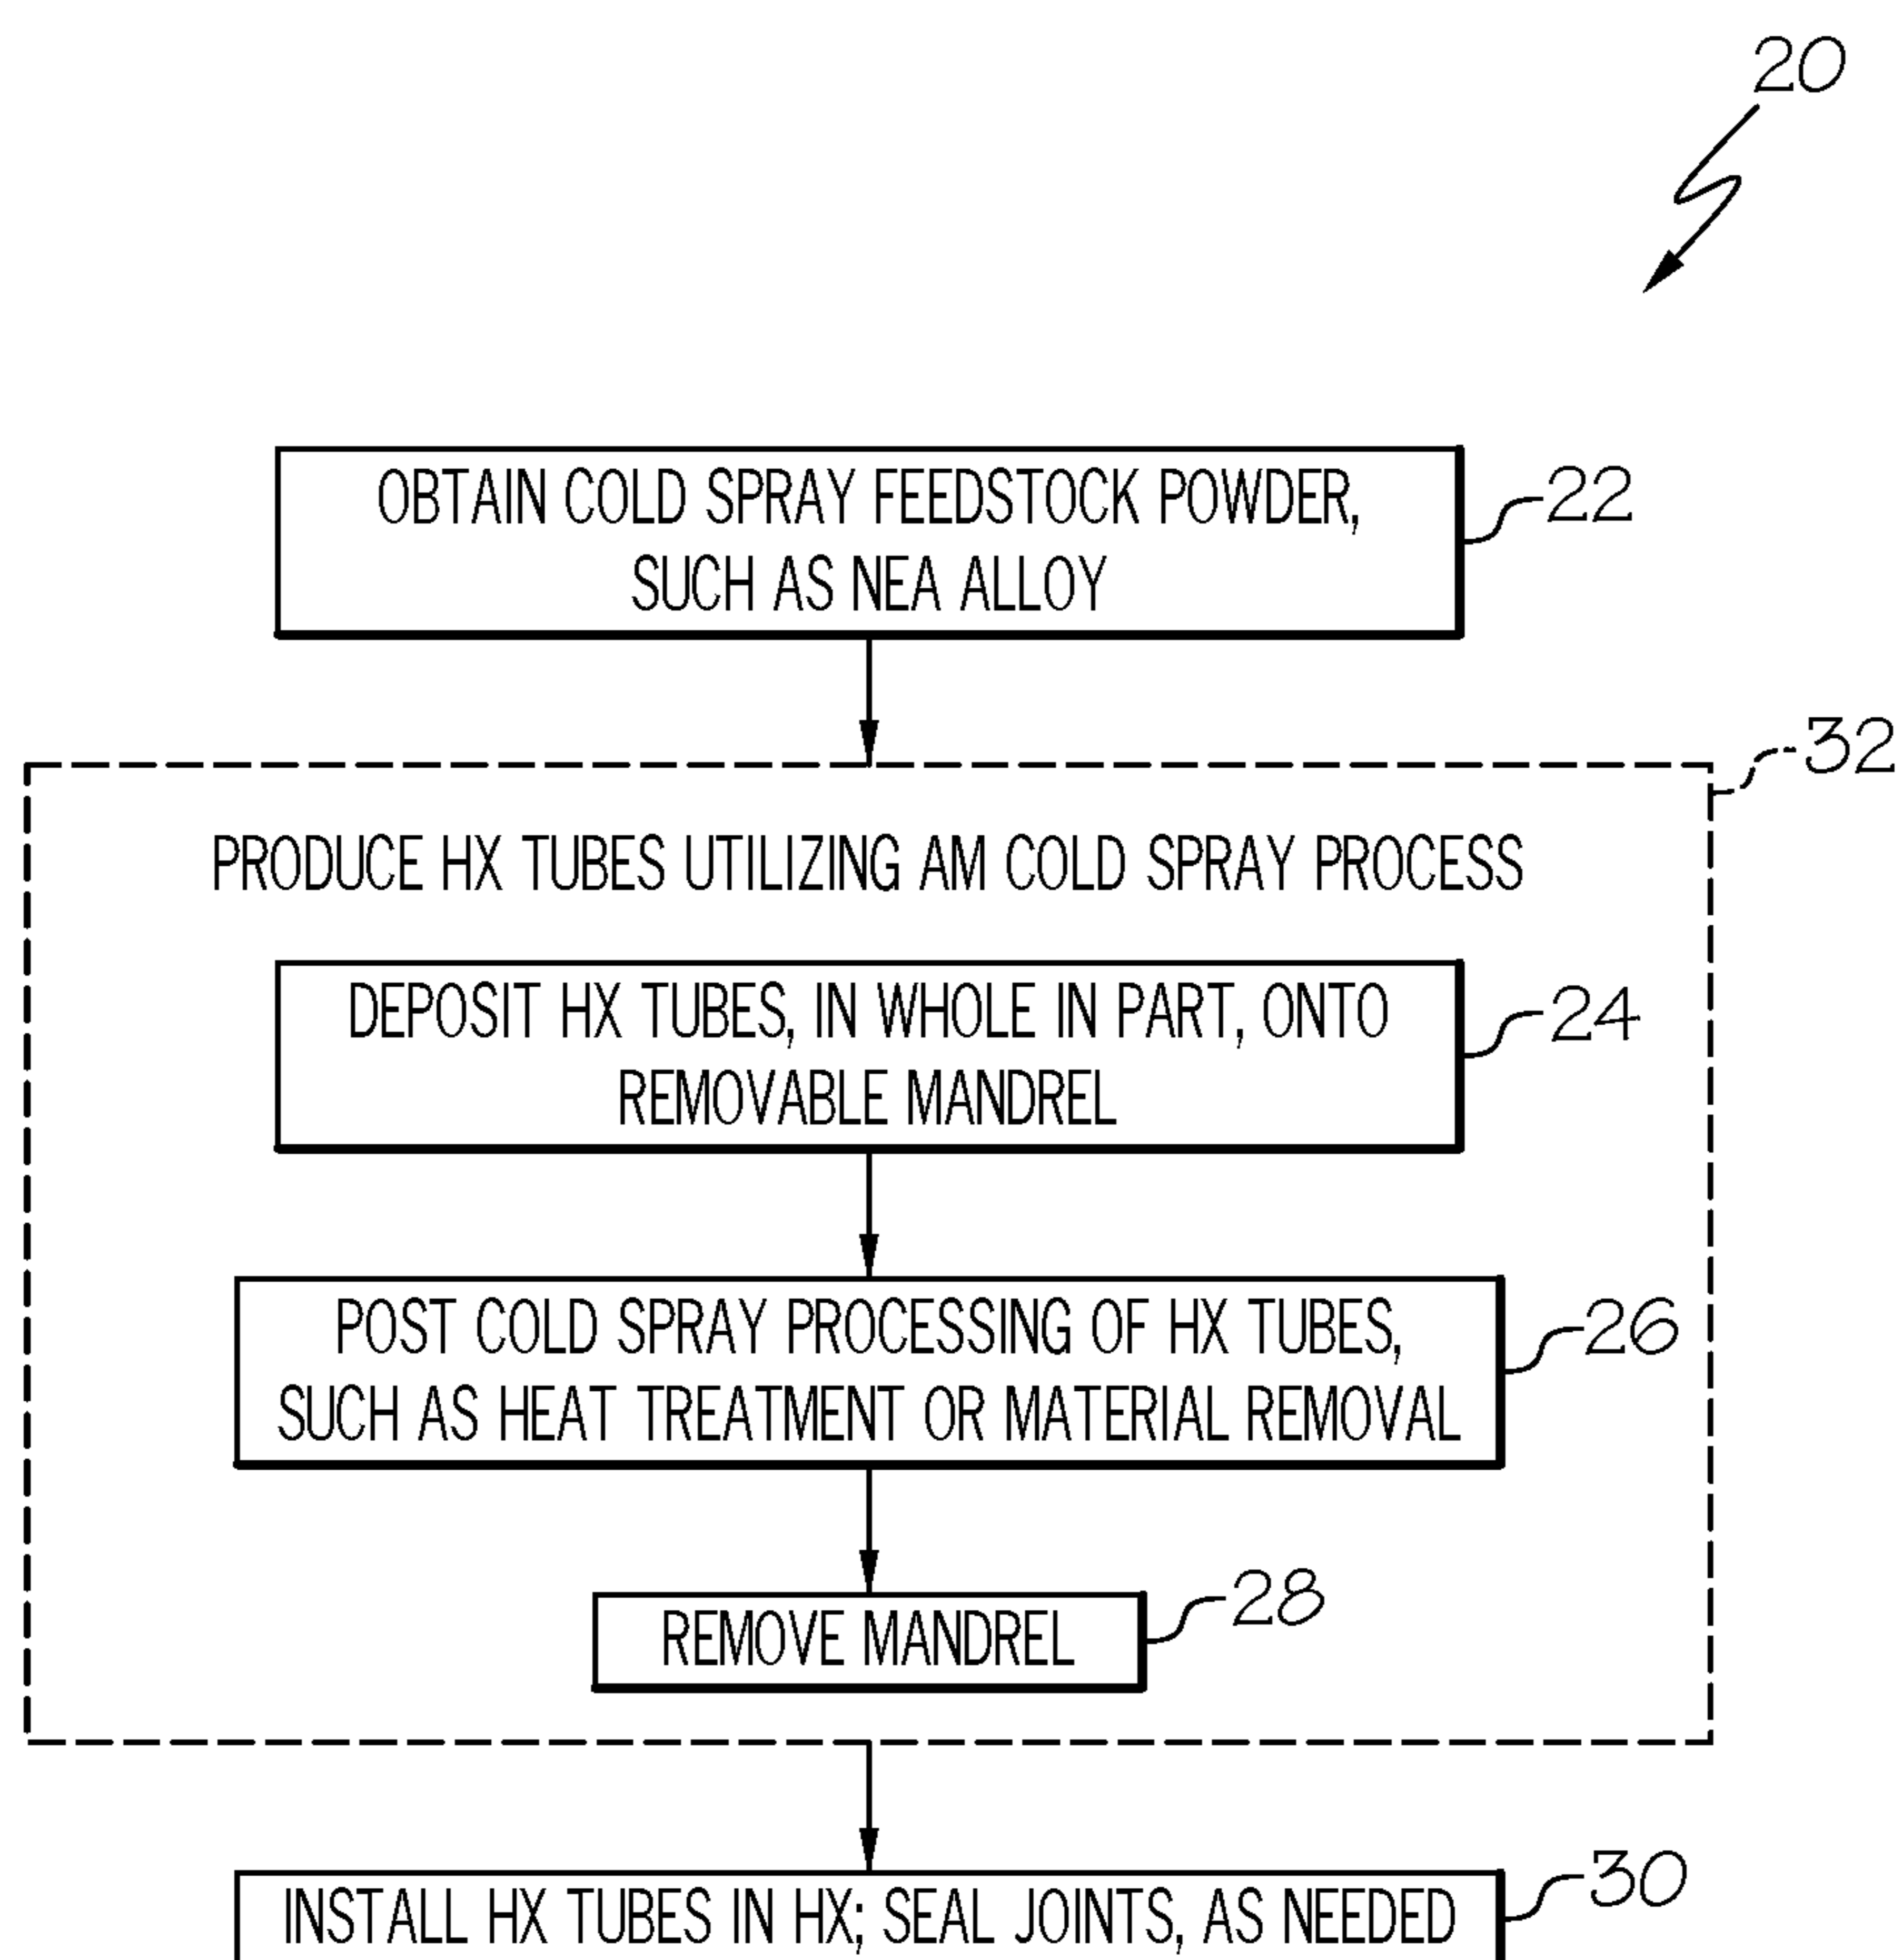 20
OBTAIN COLD SPRAY FEEDSTOCK POWDER,
SUCH AS NEA ALLOY
22
32
PRODUCE HX TUBES UTILIZING AM COLD SPRAY PROCESS
DEPOSIT HX TUBES, IN WHOLE IN PART, ONTO
REMOVABLE MANDREL
24
POST COLD SPRAY PROCESSING OF HX TUBES,
SUCH AS HEAT TREATMENT OR MATERIAL REMOVAL
26
REMOVE MANDREL
28
INSTALL HX TUBES IN HX; SEAL JOINTS, AS NEEDED
30